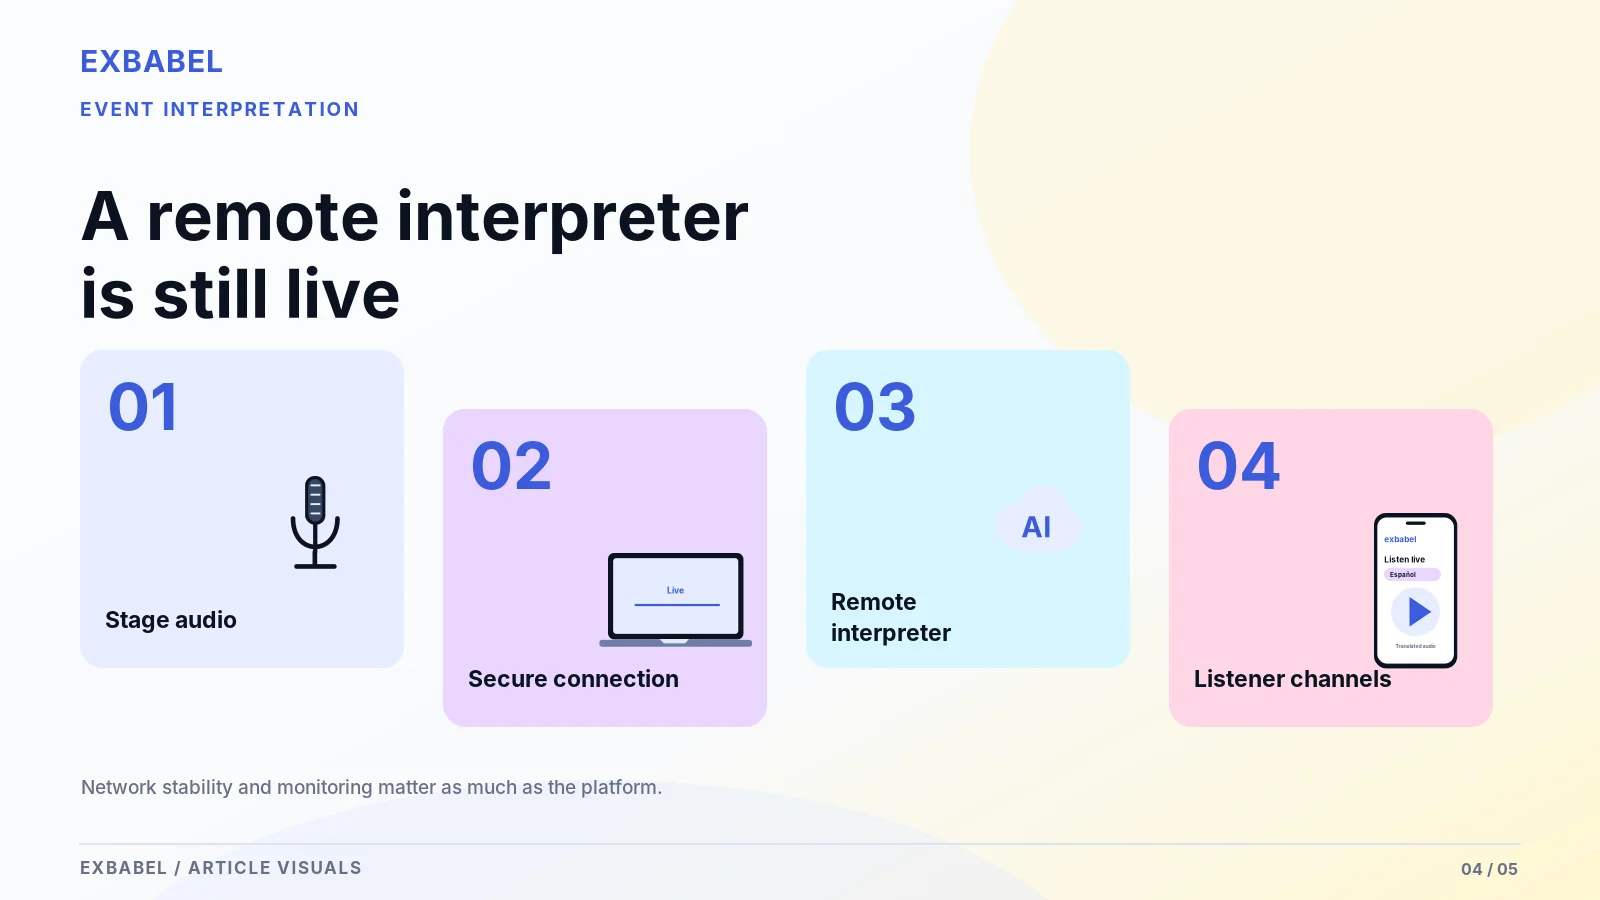 EXBABEL
EVENT INTERPRETATION
A remote interpreter
is still live
01
Stage audio
02
Live
Secure connection
03
AI
Remote
interpreter
04
exbabel
Listen live
Español
Translated audio
Listener channels
Network stability and monitoring matter as much as the platform.
EXBABEL / ARTICLE VISUALS
04 / 05